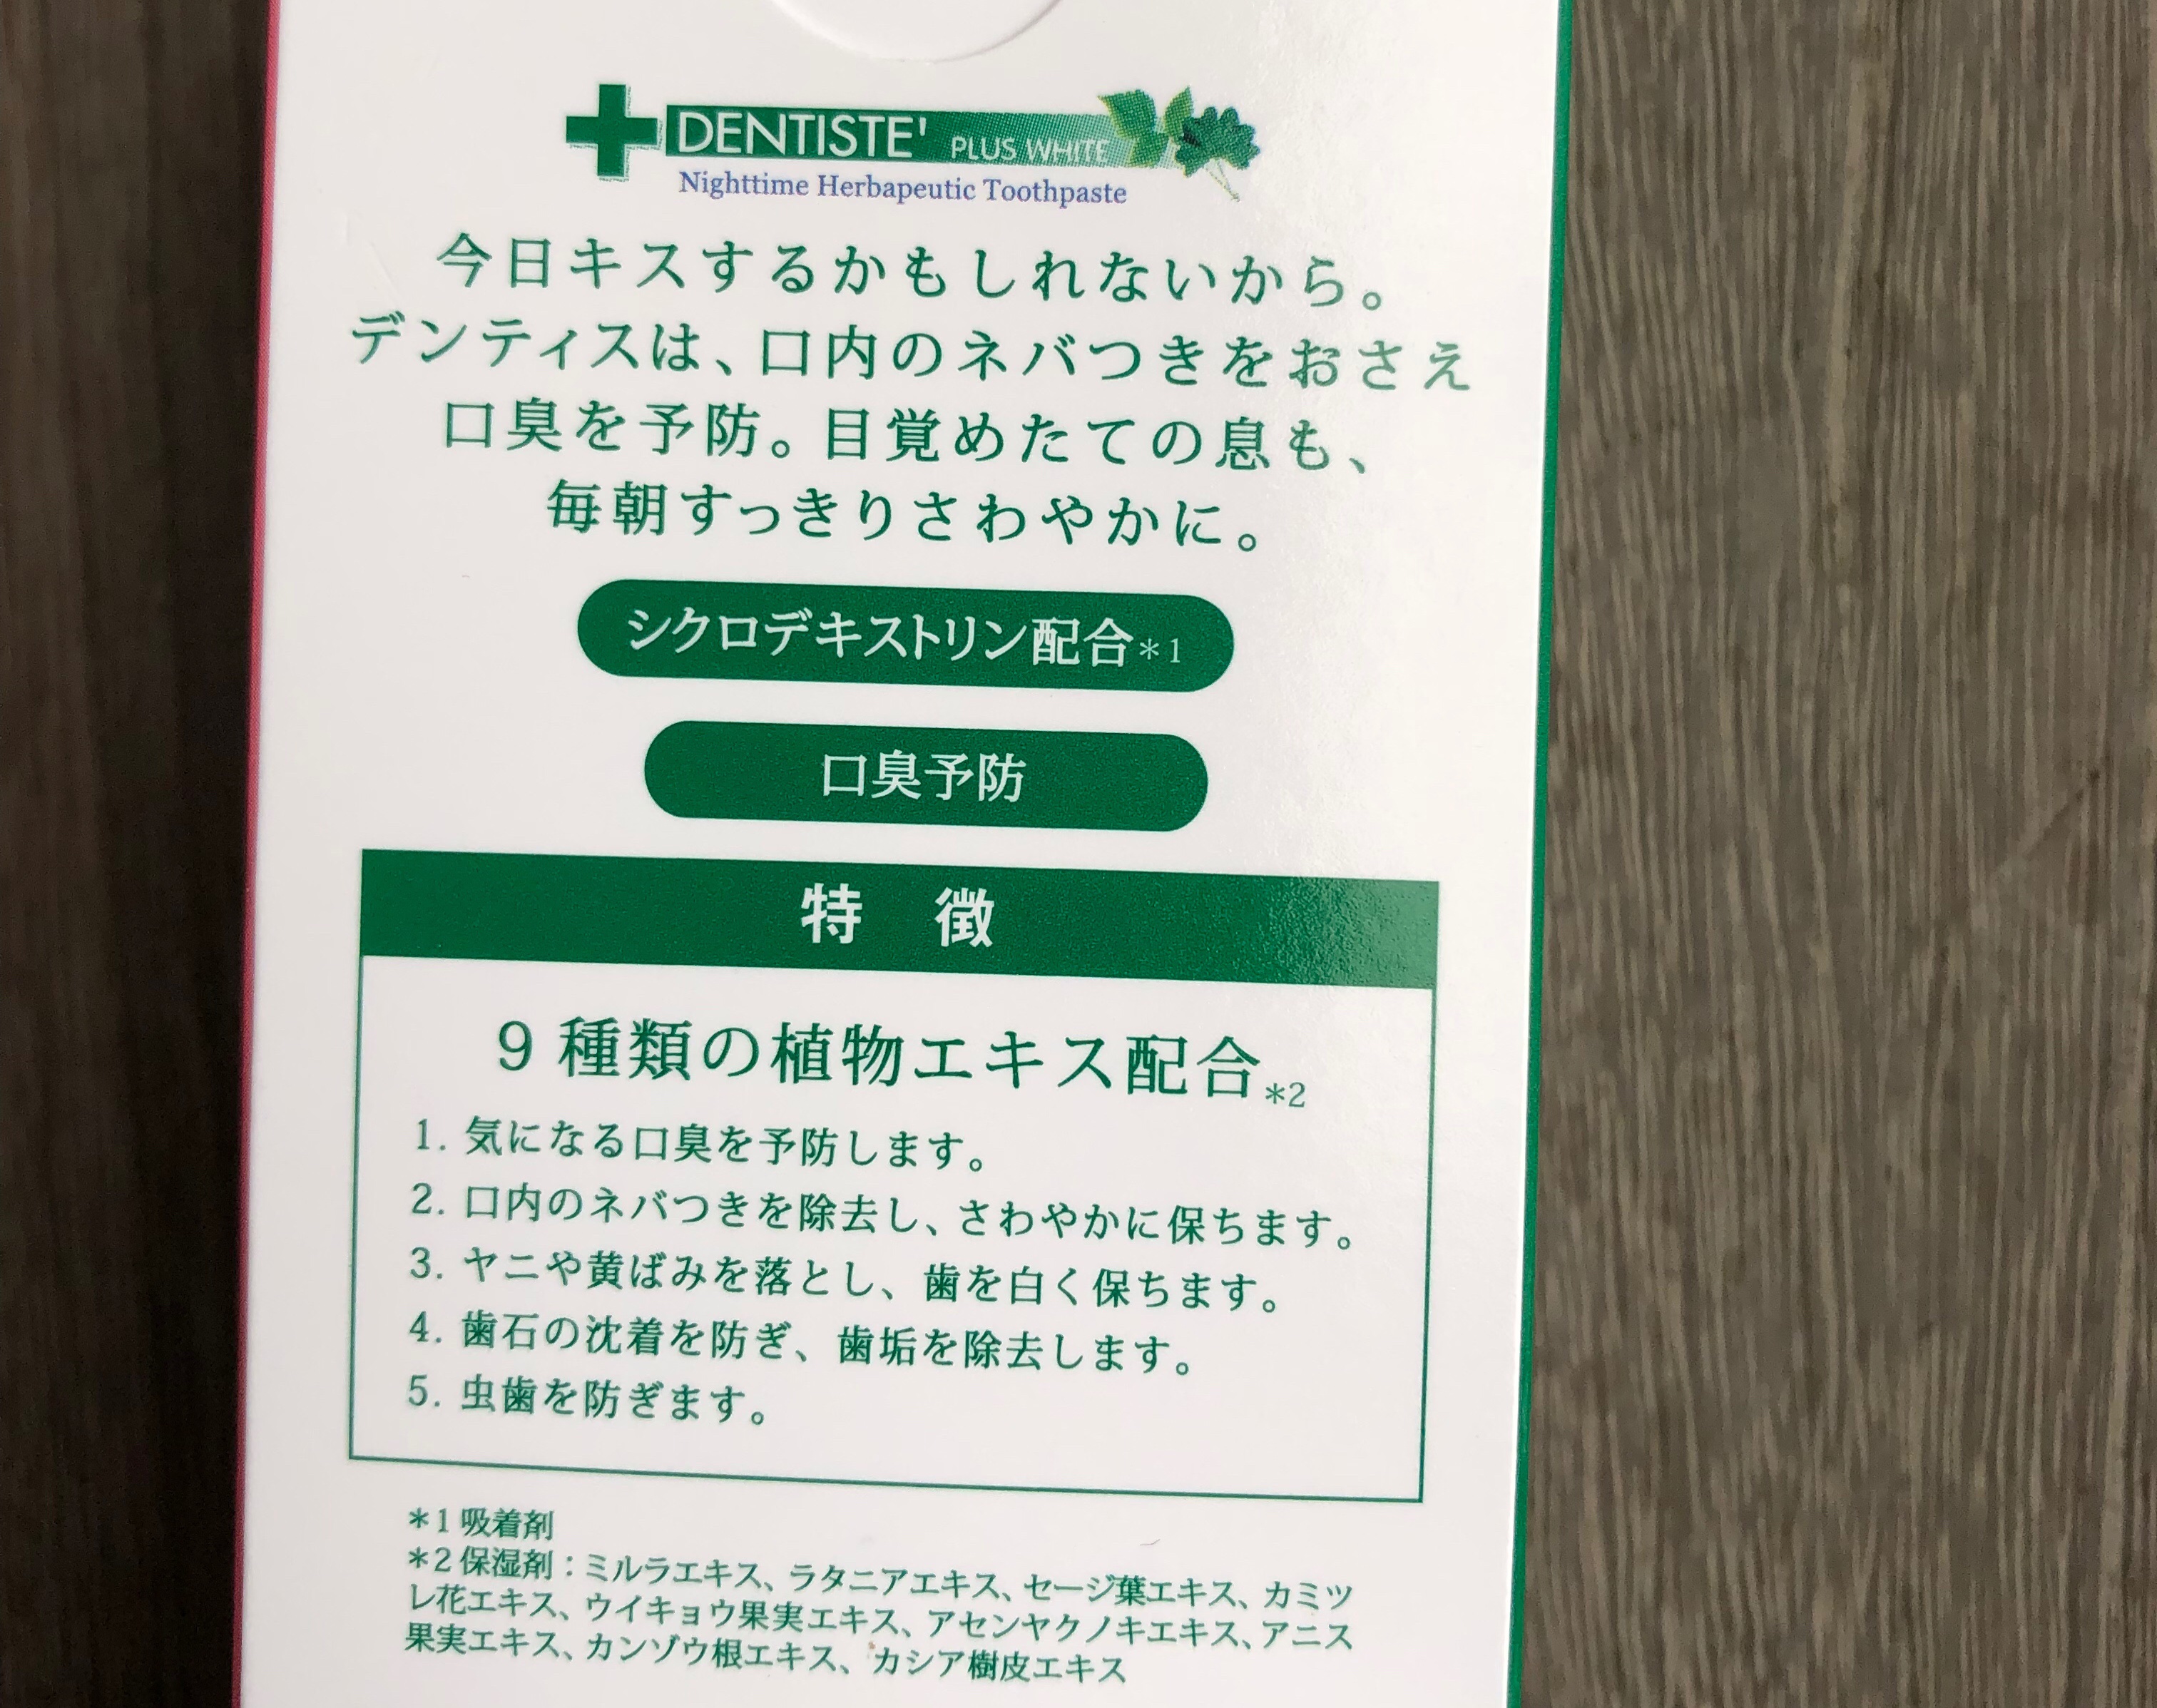 DENTISTE' PLUS WHITE
Nighttime Herbapeutic Toothpaste
今日キスするかもしれないから。
デンティスは、口内のネバつきをおさえ
口臭を予防。目覚めたての息も、
毎朝すっきりさわやかに。
シクロデキストリン配合*1
口臭予防
特 徴
9種類の植物エキス配合*2
1. 気になる口臭を予防します。
2. 口内のネバつきを除去し、さわやかに保ちます。
3. ヤニや黄ばみを落とし、歯を白く保ちます。
4. 歯石の沈着を防ぎ、歯垢を除去します。
5. 虫歯を防ぎます。
*1 吸着剤
*2 保湿剤：ミルラエキス、ラタニアエキス、セージ葉エキス、カミツ
レ花エキス、ウイキョウ果実エキス、アセンヤクノキエキス、アニス
果実エキス、カンゾウ根エキス、カシア樹皮エキス